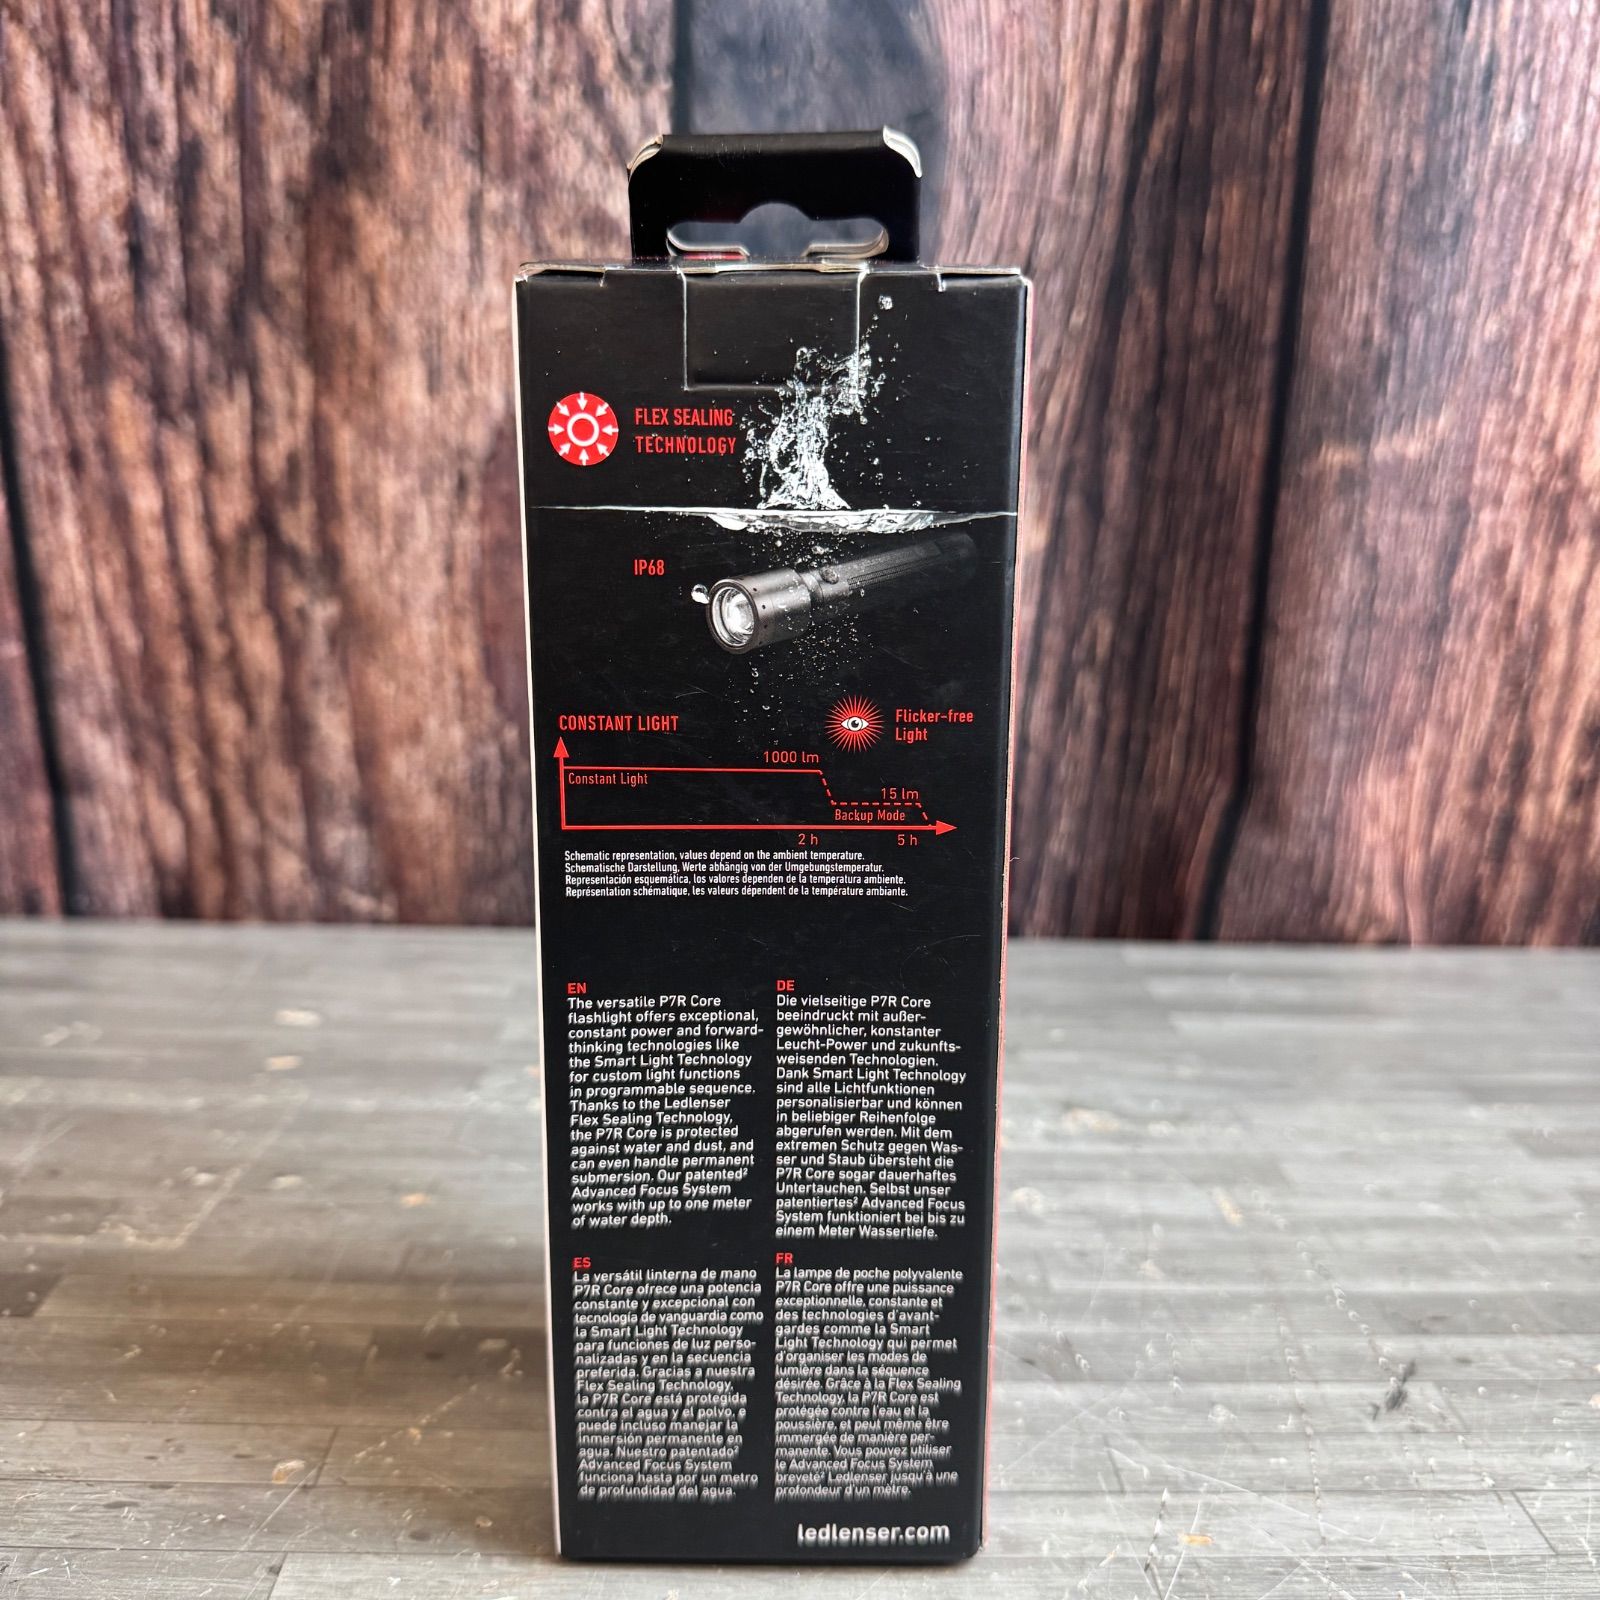 FLEX SEALING
TECHNOLOGY
IP68
CONSTANT LIGHT
Flicker-free
Light
1000 lm
Constant Light
15 lm
Backup Mode
2 h
5 h
Schematic representation, values depend on the ambient temperature.
Schematische Darstellung, Werte abhängig von der Umgebungstemperatur.
Representación esquemática, los valores dependen de la temperatura ambiente.
Représentation schématique, les valeurs dépendent de la température ambiante.
EN
The versatile P7R Core
flashlight offers exceptional,
constant power and forward-
thinking technologies like
the Smart Light Technology
for custom light functions
in programmable sequence.
Thanks to the Ledlenser
Flex Sealing Technology,
the P7R Core is protected
against water and dust, and
can even handle permanent
submersion. Our patented²
Advanced Focus System
works with up to one meter
of water depth.
DE
Die vielseitige P7R Core
beeindruckt mit außer-
gewöhnlicher, konstanter
Leucht-Power und zukunfts-
weisenden Technologien.
Dank Smart Light Technology
sind alle Lichtfunktionen
personalisierbar und können
in beliebiger Reihenfolge
abgerufen werden. Mit dem
extremen Schutz gegen Was-
ser und Staub übersteht die
P7R Core sogar dauerhaftes
Untertauchen. Selbst unser
patentiertes² Advanced Focus
System funktioniert bei bis zu
einem Meter Wassertiefe.
ES
La versátil linterna de mano
P7R Core ofrece una potencia
constante y excepcional con
tecnología de vanguardia como
la Smart Light Technology
para funciones de luz perso-
nalizadas y en la secuencia
preferida. Gracias a nuestra
Flex Sealing Technology,
la P7R Core está protegida
contra el agua y el polvo, e
puede incluso manejar la
inmersión permanente en
agua. Nuestro patentado²
Advanced Focus System
funciona hasta por un metro
de profundidad del agua.
FR
La lampe de poche polyvalente
P7R Core offre une puissance
exceptionnelle, constante et
des technologies d'avant-
gardes comme la Smart
Light Technology qui permet
d'organiser les modes de
lumière dans la séquence
désirée. Grâce à la Flex Sealing
Technology, la P7R Core est
protégée contre l'eau et la
poussière, et peut même être
immergée de manière per-
manente. Vous pouvez utiliser
le Advanced Focus System
breveté² Ledlenser jusqu'à une
profondeur d'un mètre.
ledlenser.com